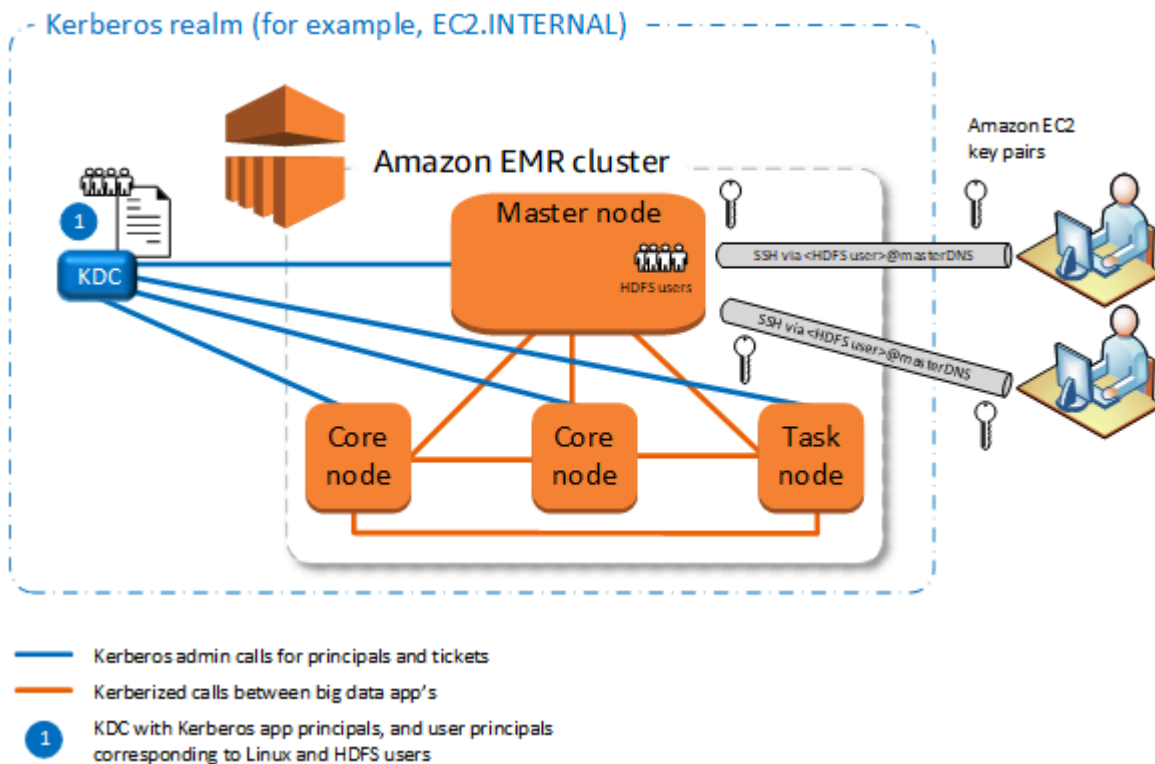 Kerberos realm (for example, EC2.INTERNAL)
Amazon EC2
key pairs
Amazon EMR cluster
Master node
1
KDC
HDFS users
SSH via <HDFS user>@masterDNS
SSH via <HDFS user>@masterDNS
Core
node
Core
node
Task
node
Kerberos admin calls for principals and tickets
Kerberized calls between big data app's
1
KDC with Kerberos app principals, and user principals
corresponding to Linux and HDFS users